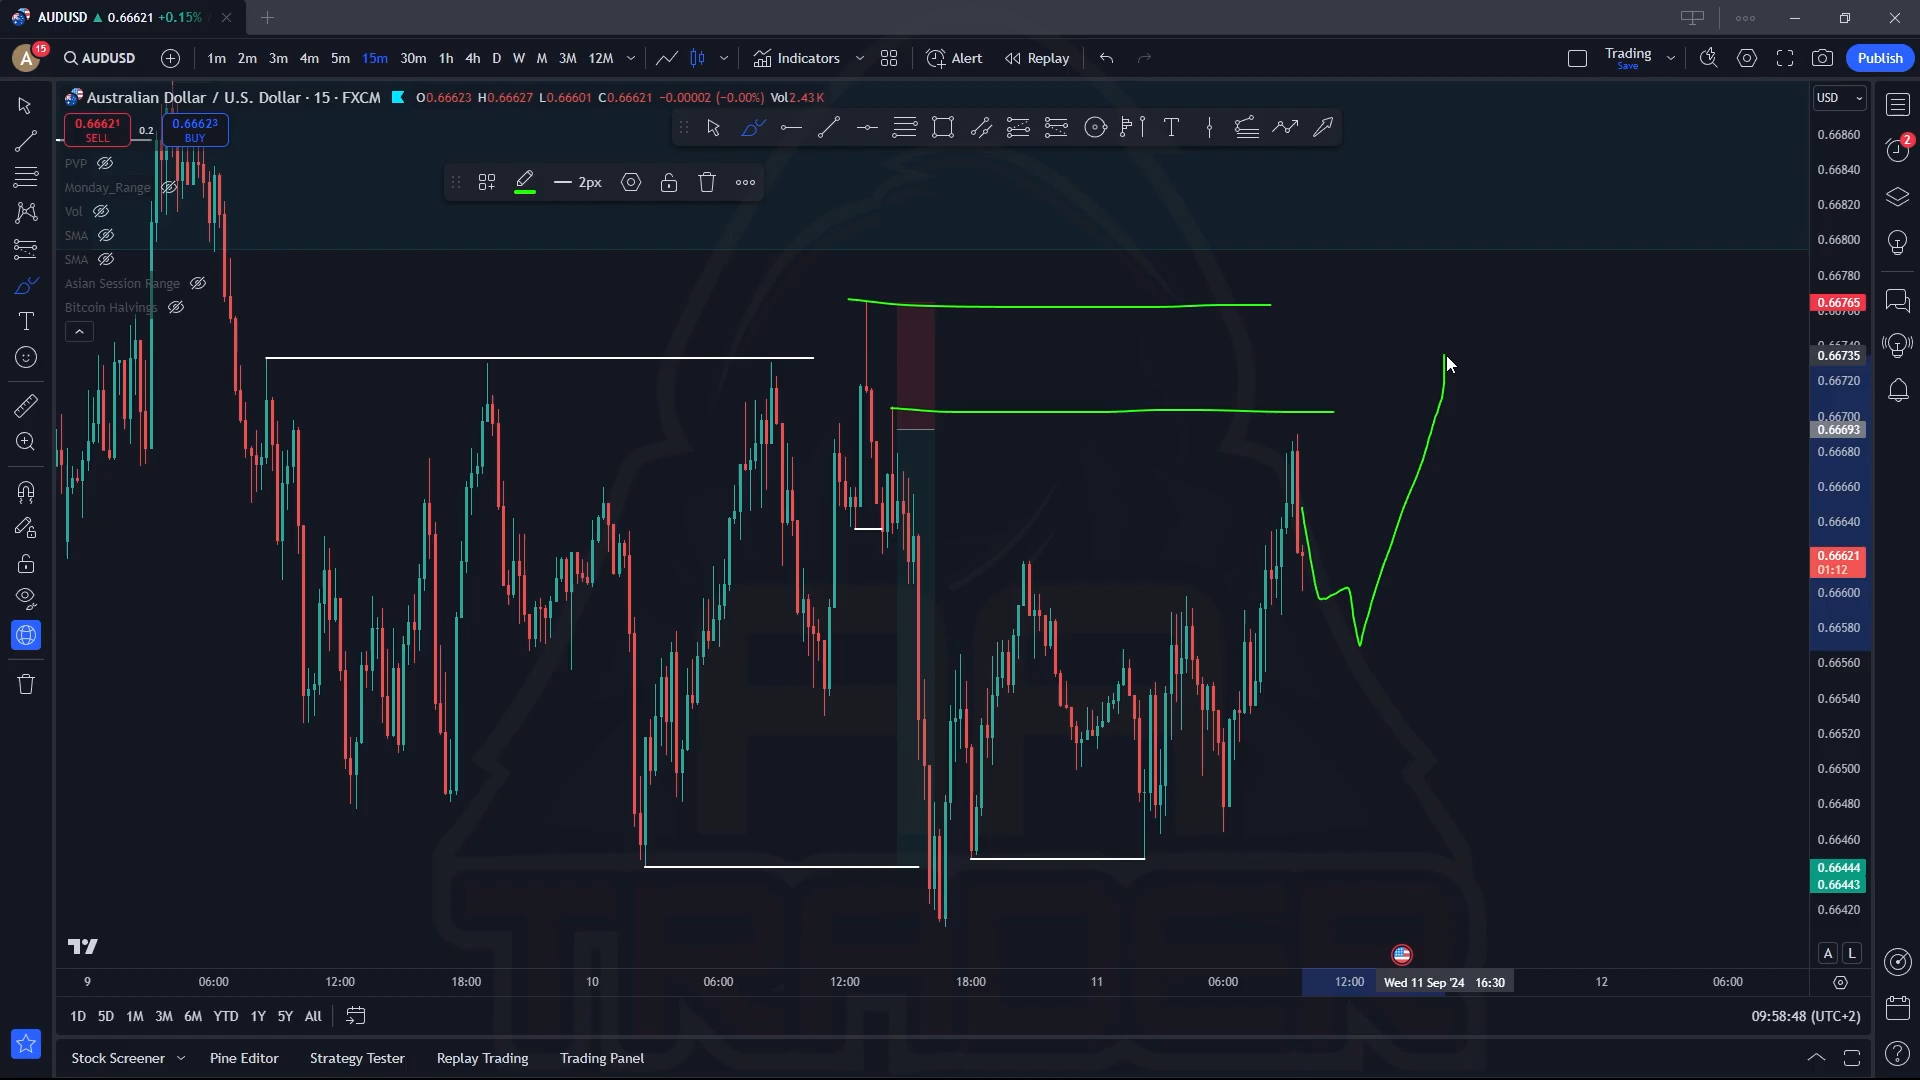 AUDUSD ▲ 0.66621 +0.15% /
A 15 AUDUSD 1m 2m 3m 4m 5m 15m 30m 1h 4h D W M 3M 12M Indicators Alert Replay Trading Save Publish
Australian Dollar / U.S. Dollar · 15 · FXCM O0.66623 H0.66627 L0.66601 C0.66621 −0.00002 (−0.00%) Vol2.43 K USD
0.66621 SELL 0.2 0.66623 BUY
PVP
Monday_Range
Vol
SMA
SMA
Asian Session Range
Bitcoin Halvings
2px
0.66860
0.66840
0.66820
0.66800
0.66780
0.66765
0.66760
0.66740
0.66735
0.66720
0.66700
0.66693
0.66680
0.66660
0.66640
0.66621
01:12
0.66600
0.66580
0.66560
0.66540
0.66520
0.66500
0.66480
0.66460
0.66444
0.66443
0.66420
A L
2
TRADER
9 06:00 12:00 18:00 10 06:00 12:00 18:00 11 06:00 12:00 Wed 11 Sep '24 16:30 12 06:00
1D 5D 1M 3M 6M YTD 1Y 5Y All 09:58:48 (UTC+2)
Stock Screener Pine Editor Strategy Tester Replay Trading Trading Panel